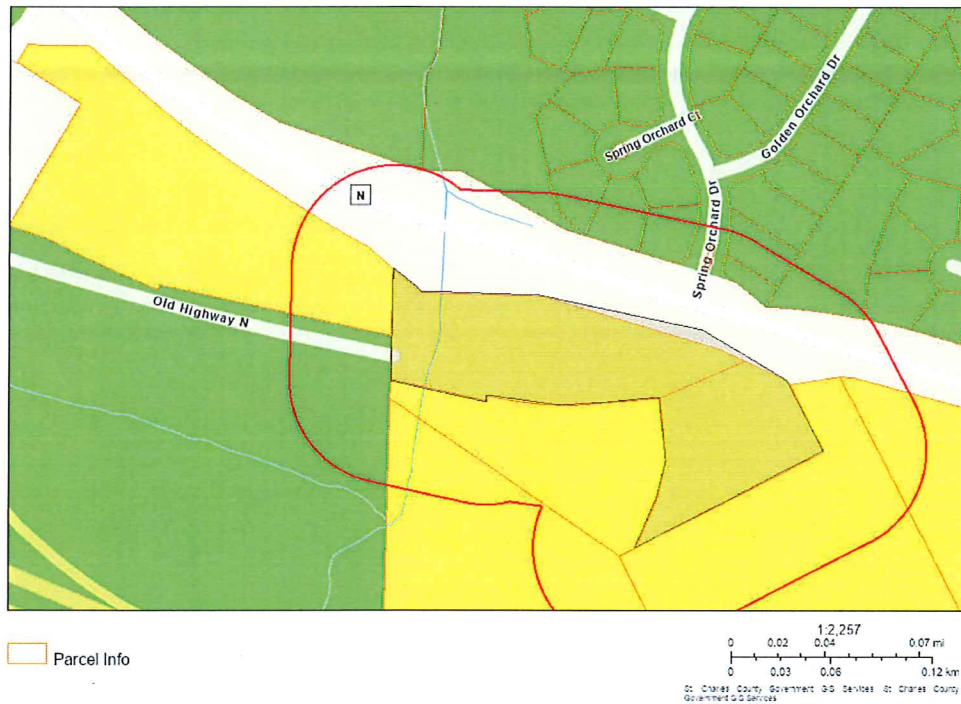 Spring Orchard Ct
Golden Orchard Dr
N
Spring Orchard Dr
Old Highway N
Parcel Info
1:2,257
0 0.02 0.04 0.07 mi
0 0.03 0.06 0.12 km
St. Charles County Government GIS Services, St. Charles County
Government GIS Services